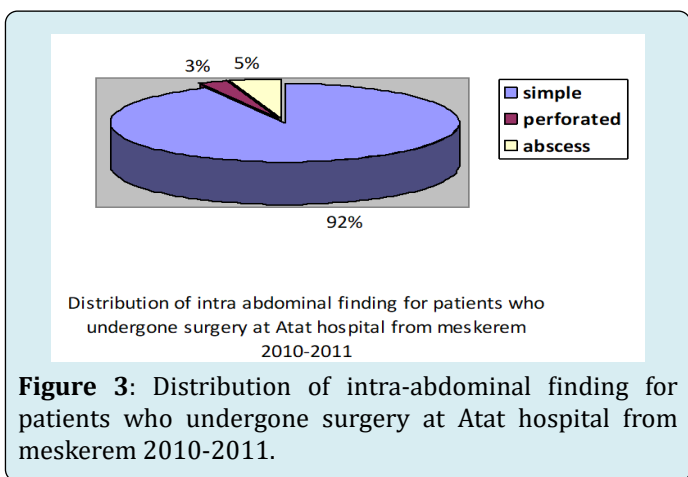 3% 5%
simple
perforated
abscess
92%
Distribution of intra abdominal finding for patients who
undergone surgery at Atat hospital from meskerem
2010-2011
Figure 3: Distribution of intra-abdominal finding for
patients who undergone surgery at Atat hospital from
meskerem 2010-2011.